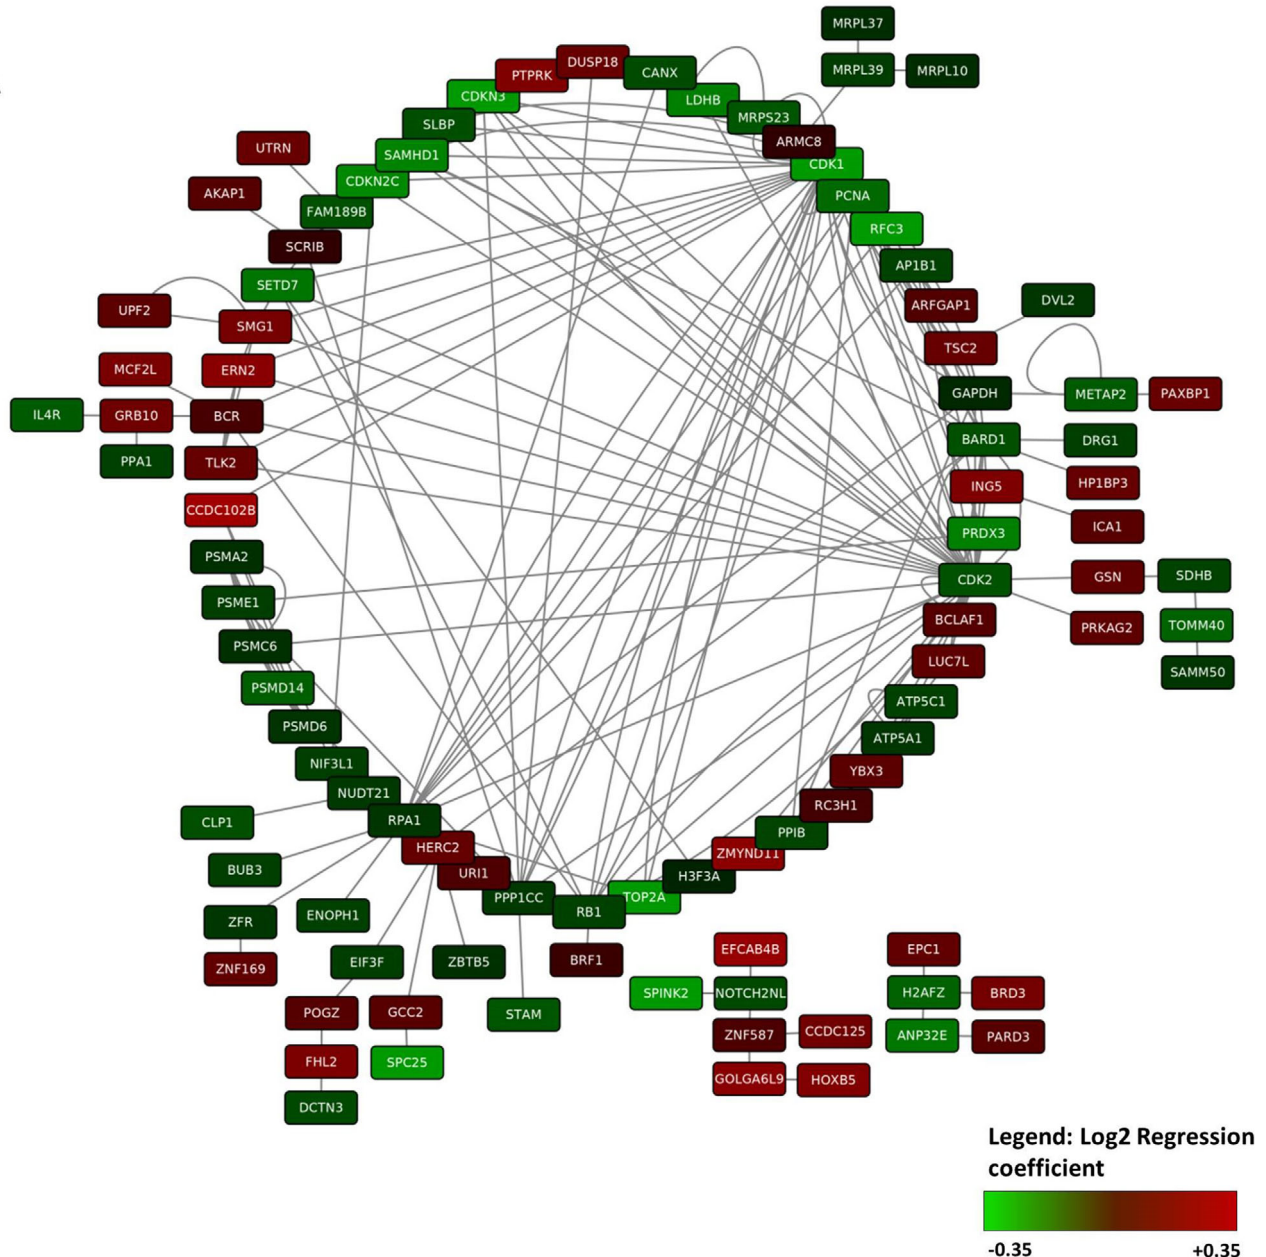 MRPL37
DUSP18
MRPL39 MRPL10
PTPRK CANX
CDKN3 LDHB
SLBP MRPS23
ARMC8
UTRN SAMHD1 CDK1
CDKN2C
AKAP1 PCNA
FAM189B RFC3
SCRIB
AP1B1
SETD7 ARFGAP1 DVL2
UPF2 SMG1
TSC2
MCF2L ERN2
GAPDH METAP2 PAXBP1
IL4R GRB10 BCR
BARD1 DRG1
PPA1 TLK2
ING5 HP1BP3
CCDC102B
PRDX3 ICA1
PSMA2
CDK2 GSN SDHB
PSME1
BCLAF1 PRKAG2 TOMM40
PSMC6
LUC7L SAMM50
PSMD14
ATP5C1
PSMD6
ATP5A1
NIF3L1
YBX3
NUDT21
RC3H1
CLP1 RPA1
PPIB
HERC2 ZMYND11
BUB3 URI1 H3F3A
PPP1CC TOP2A
ENOPH1 RB1
ZFR
EFCAB4B EPC1
ZNF169 EIF3F ZBTB5 BRF1
SPINK2 NOTCH2NL H2AFZ BRD3
POGZ GCC2 STAM
ZNF587 CCDC125 ANP32E PARD3
FHL2 SPC25
GOLGA6L9 HOXB5
DCTN3
Legend: Log2 Regression
coefficient
-0.35 +0.35